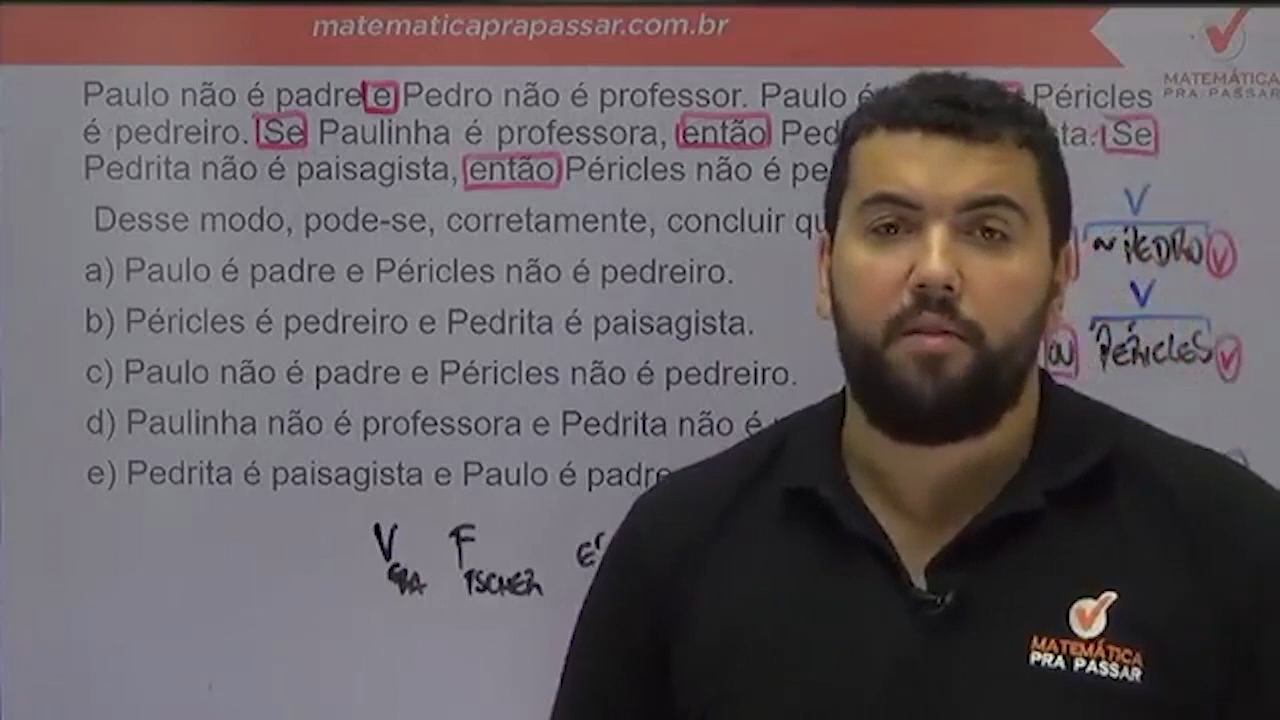 matematicaprapassar.com.br
MATEMÁTICA
PRA PASSAR
Paulo não é padre e Pedro não é professor. Paulo é Péricles
é pedreiro. Se Paulinha é professora, então Se
Pedrita não é paisagista, então Péricles não é
Desse modo, pode-se, corretamente, concluir
a) Paulo é padre e Péricles não é pedreiro.
b) Péricles é pedreiro e Pedrita é paisagista.
c) Paulo não é padre e Péricles não é pedreiro.
d) Paulinha não é professora e Pedrita não é
e) Pedrita é paisagista e Paulo é padre
V
~ PEDRO V
V
OU PÉRICLES V
V F
GPA FISCHER
MATEMÁTICA
PRA PASSAR